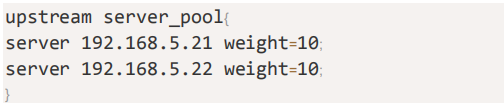 upstream server_pool{
server 192.168.5.21 weight=10;
server 192.168.5.22 weight=10;
}